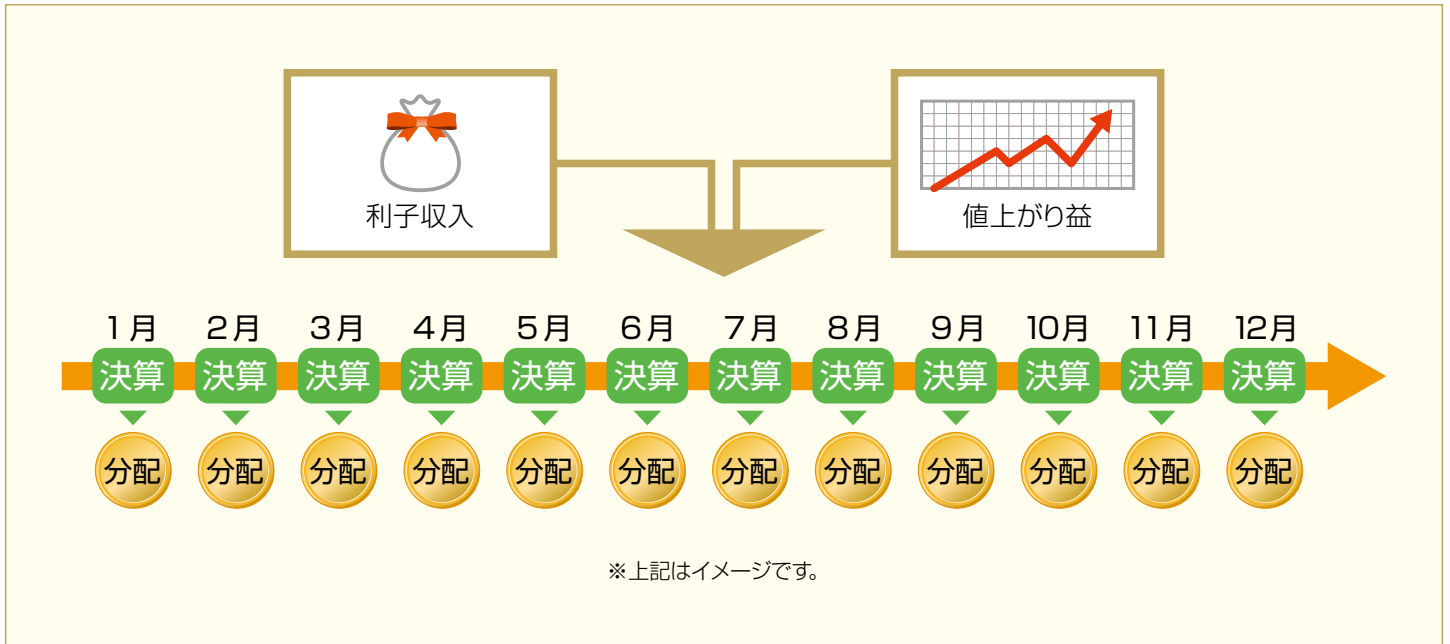 利子収入
値上がり益
1月 2月 3月 4月 5月 6月 7月 8月 9月 10月 11月 12月
決算 決算 決算 決算 決算 決算 決算 決算 決算 決算 決算 決算
分配 分配 分配 分配 分配 分配 分配 分配 分配 分配 分配 分配
※上記はイメージです。